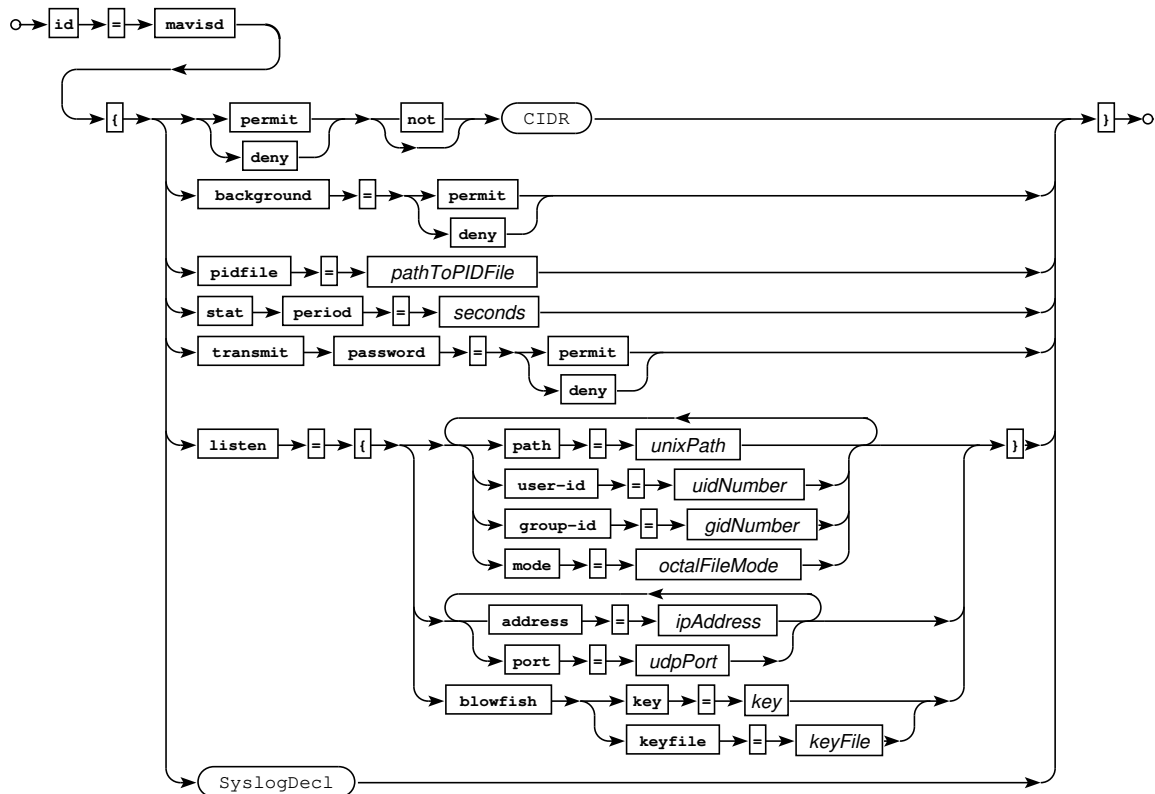 id = mavisd
{ permit not CIDR }
deny
background = permit
deny
pidfile = pathToPIDFile
stat period = seconds
transmit password = permit
deny
listen = { path = unixPath }
user-id = uidNumber
group-id = gidNumber
mode = octalFileMode
address = ipAddress
port = udpPort
blowfish key = key
keyfile = keyFile
SyslogDecl